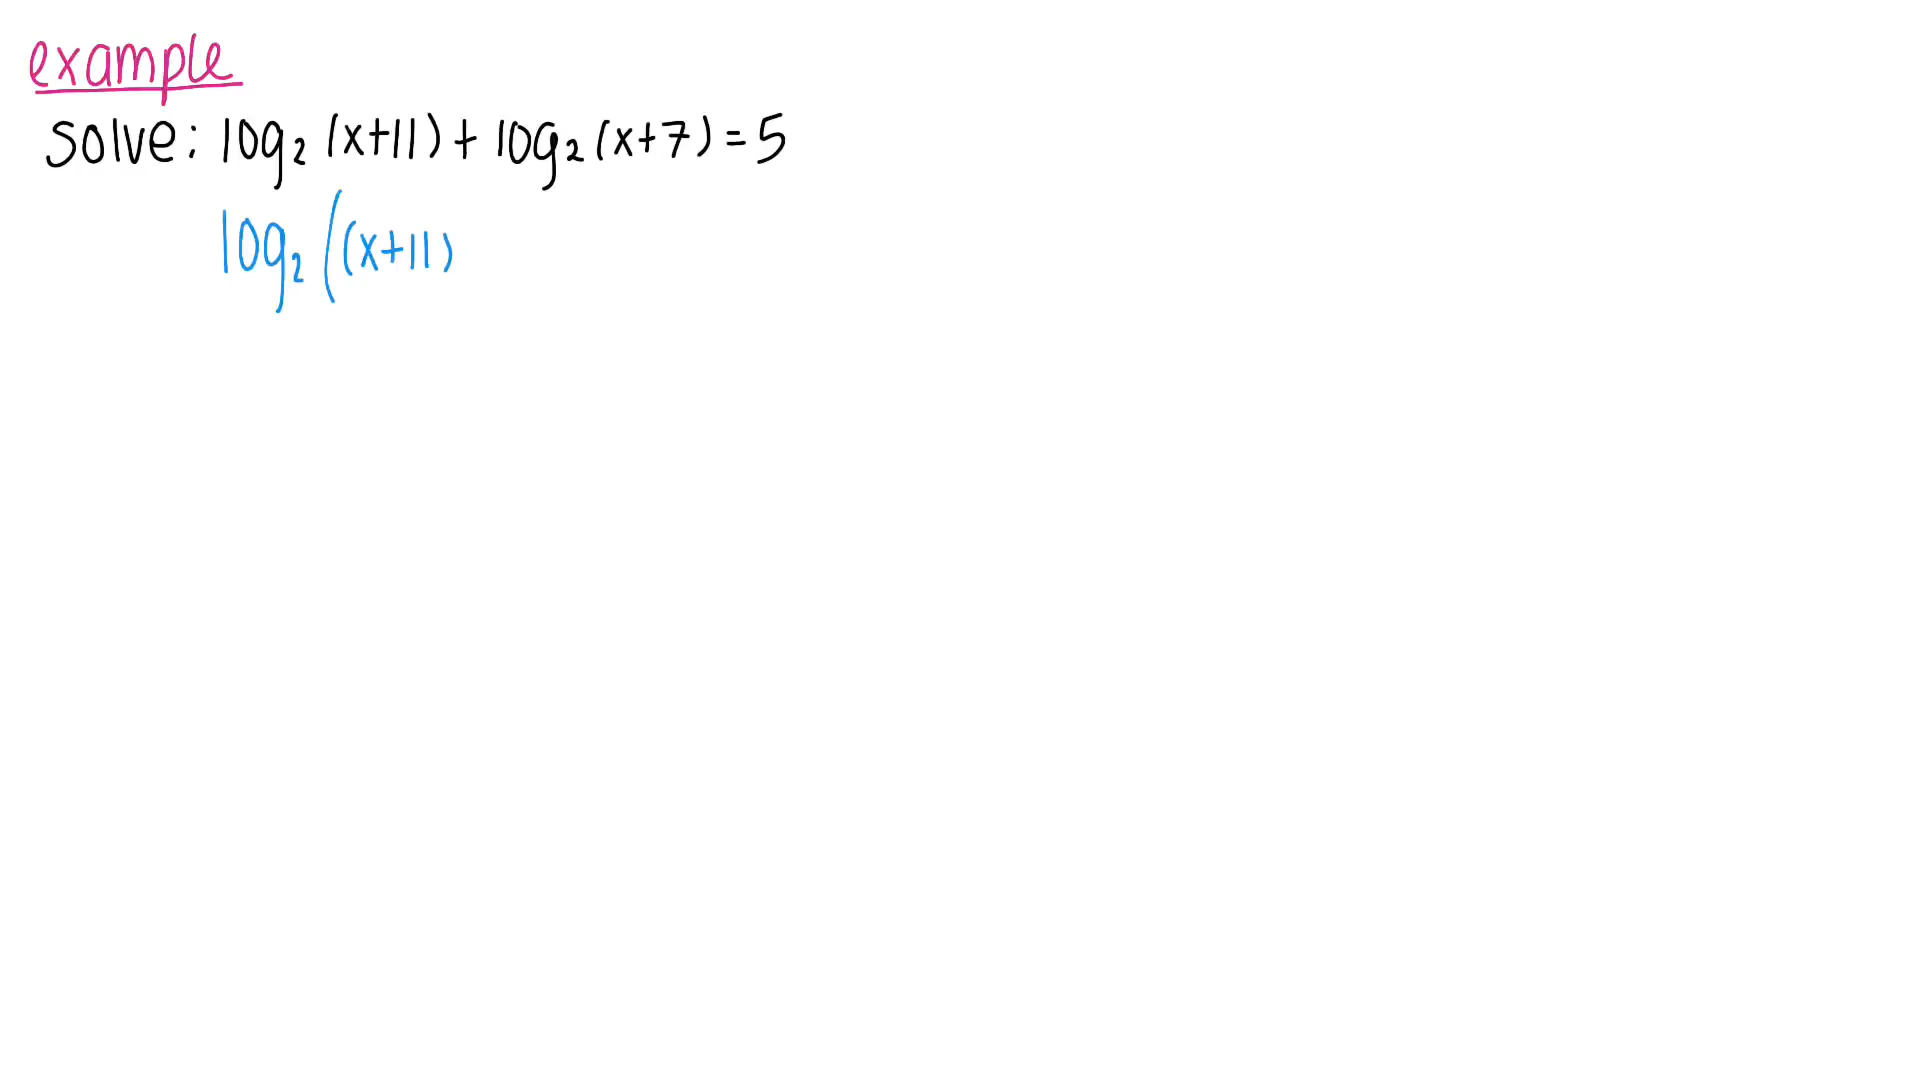 example
solve: log₂ (x+11) + log₂ (x+7) = 5
log₂ ((x+11)